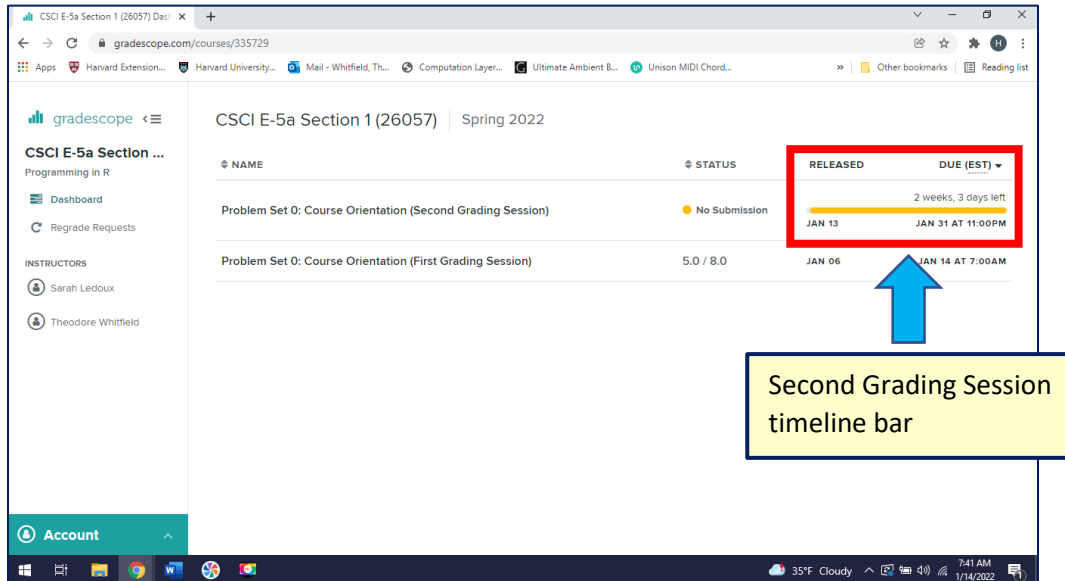 CSCI E-5a Section 1 (26057) Dash
gradescope.com/courses/335729
H
Apps Harvard Extension... Harvard University... Mail - Whitfield, Th... Computation Layer... Ultimate Ambient B... Unison MIDI Chord... » Other bookmarks Reading list
gradescope
CSCI E-5a Section 1 (26057) Spring 2022
CSCI E-5a Section ...
Programming in R
NAME STATUS RELEASED DUE (EST)
Dashboard
Problem Set 0: Course Orientation (Second Grading Session) No Submission 2 weeks, 3 days left
JAN 13 JAN 31 AT 11:00PM
Regrade Requests
Problem Set 0: Course Orientation (First Grading Session) 5.0 / 8.0 JAN 06 JAN 14 AT 7:00AM
INSTRUCTORS
Sarah Ledoux
Theodore Whitfield
Second Grading Session
timeline bar
Account
35°F Cloudy 7:41 AM
1/14/2022